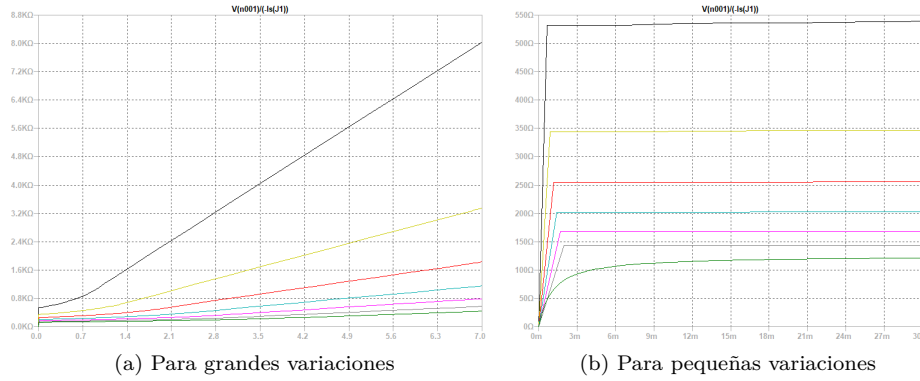 V(n001)/(-Is(J1))
8.8KΩ
8.0KΩ
7.2KΩ
6.4KΩ
5.6KΩ
4.8KΩ
4.0KΩ
3.2KΩ
2.4KΩ
1.6KΩ
0.8KΩ
0.0KΩ
0.0 0.7 1.4 2.1 2.8 3.5 4.2 4.9 5.6 6.3 7.0
(a) Para grandes variaciones
V(n001)/(-Is(J1))
550Ω
500Ω
450Ω
400Ω
350Ω
300Ω
250Ω
200Ω
150Ω
100Ω
50Ω
0Ω
0m 3m 6m 9m 12m 15m 18m 21m 24m 27m 30m
(b) Para pequeñas variaciones